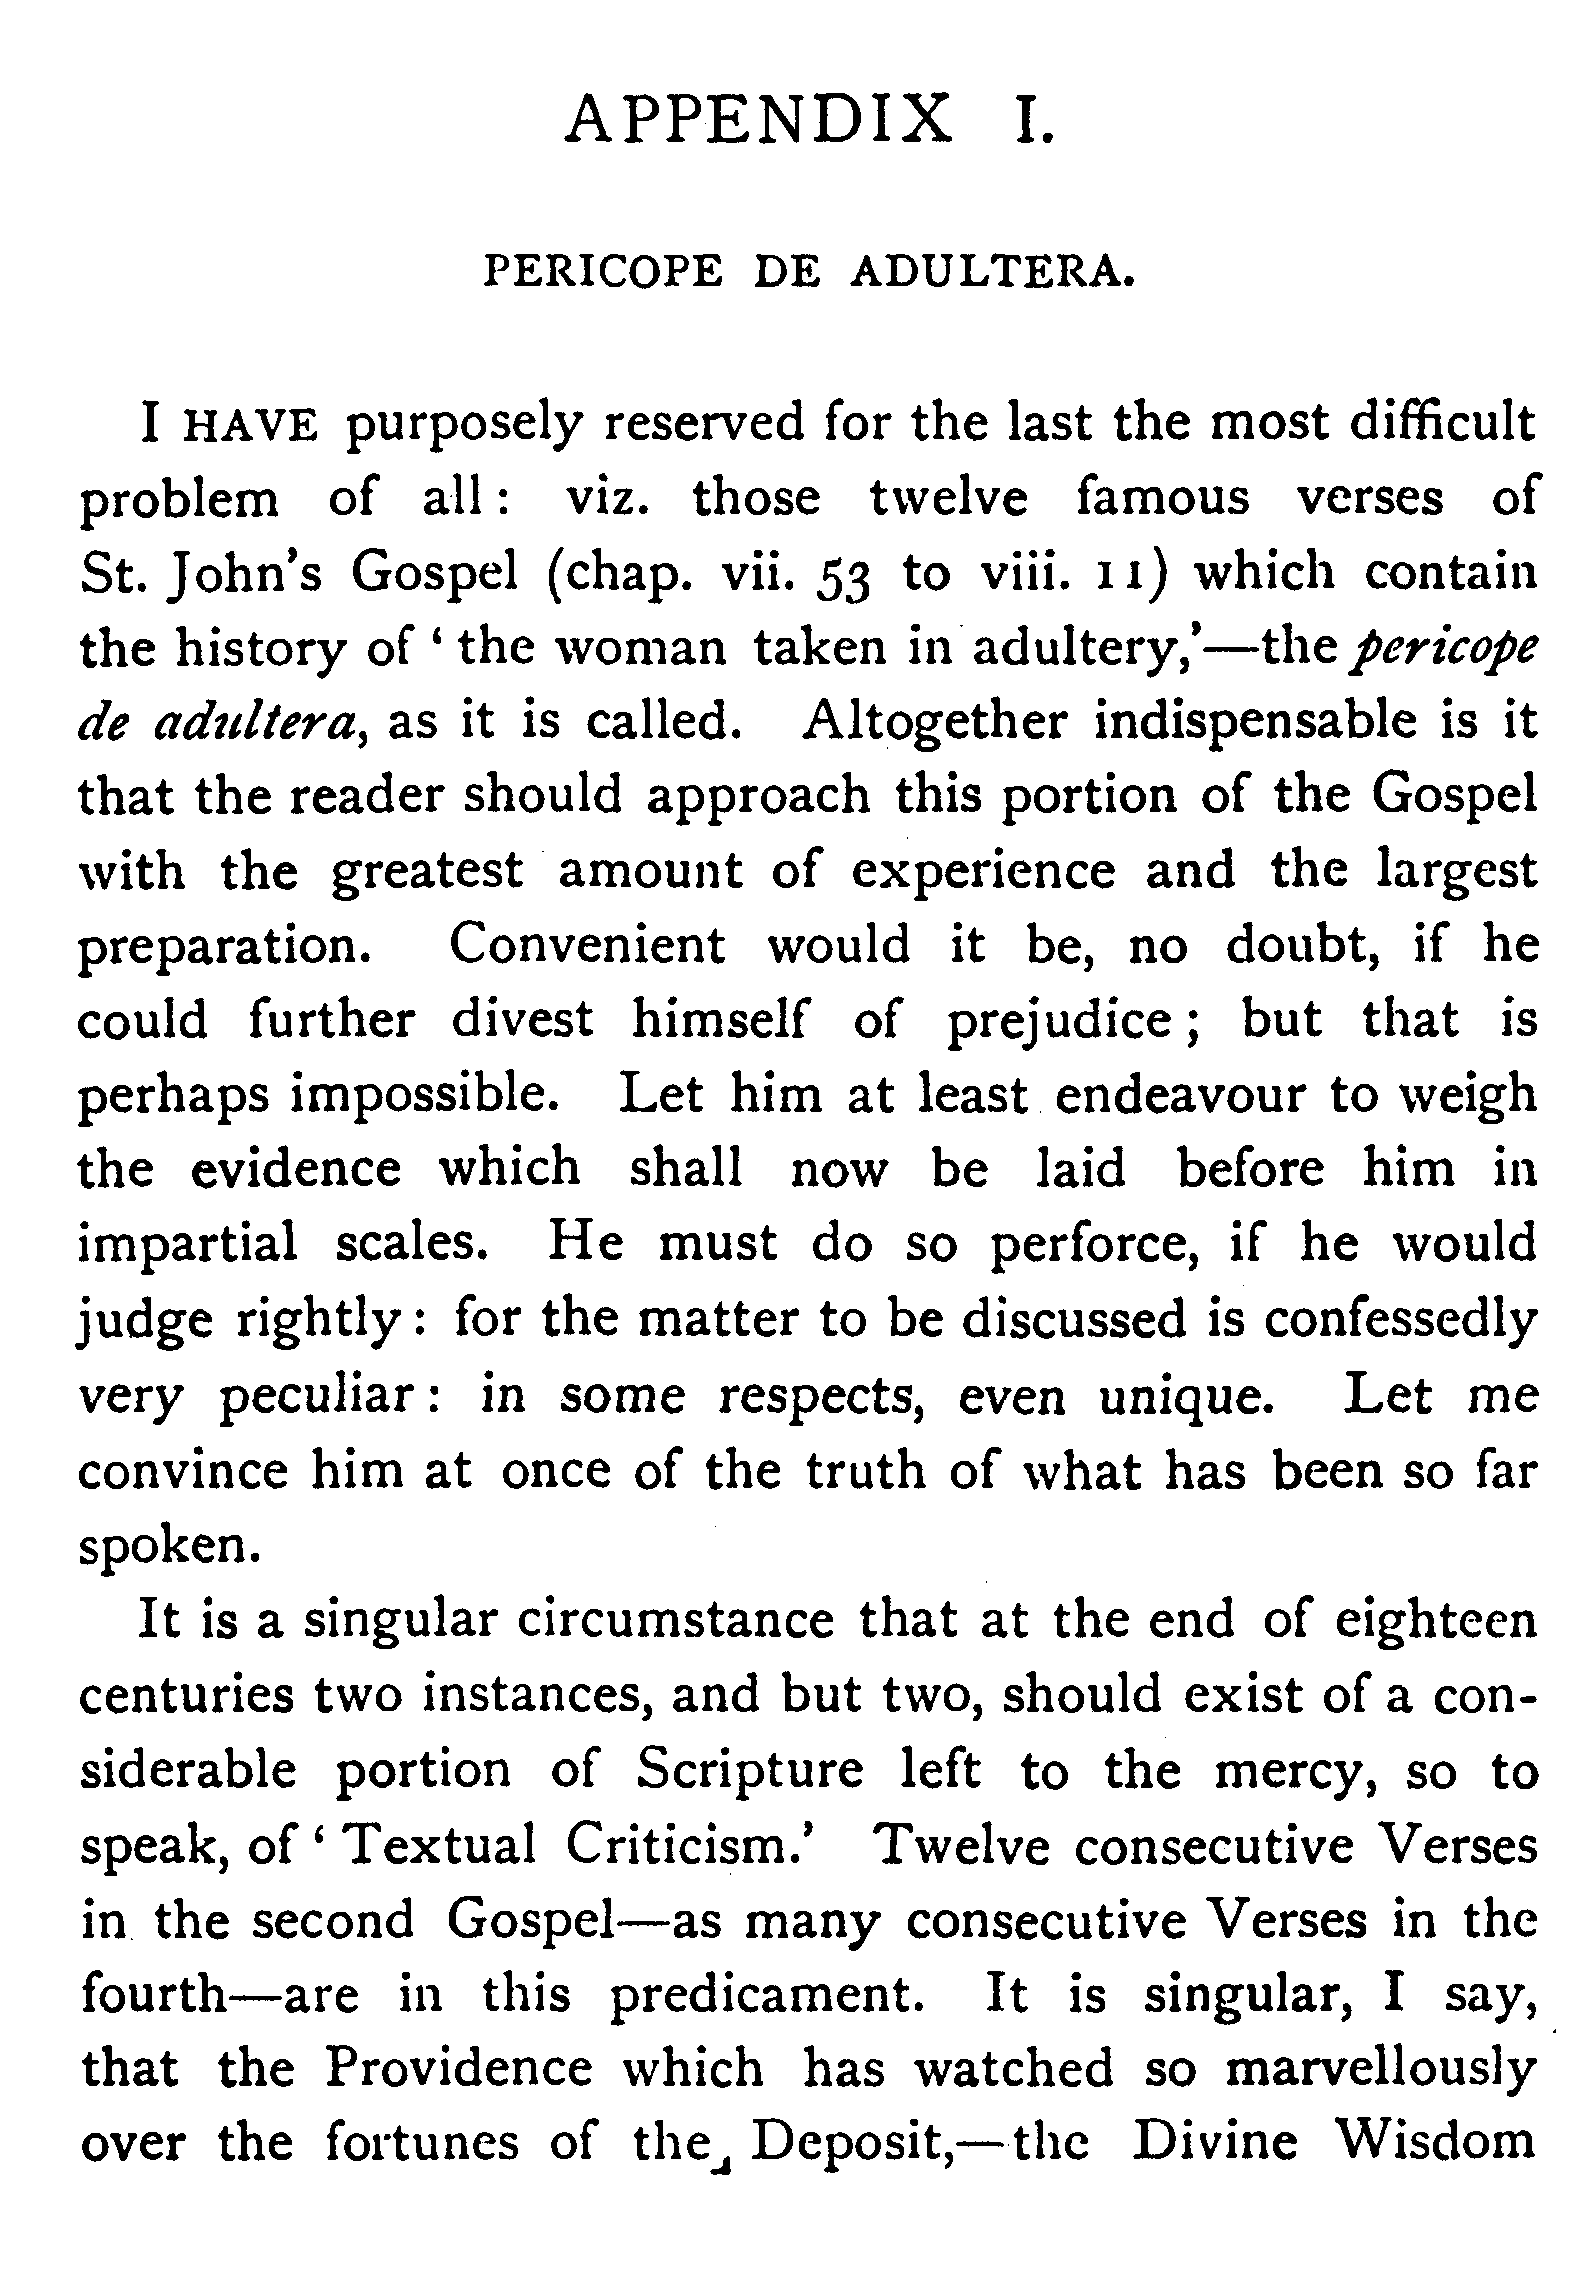 APPENDIX I.
PERICOPE DE ADULTERA.
I HAVE purposely reserved for the last the most difficult
problem of all: viz. those twelve famous verses of
St. John's Gospel (chap. vii. 53 to viii. 11) which contain
the history of ‘the woman taken in adultery,’—the pericope
de adultera, as it is called. Altogether indispensable is it
that the reader should approach this portion of the Gospel
with the greatest amount of experience and the largest
preparation. Convenient would it be, no doubt, if he
could further divest himself of prejudice; but that is
perhaps impossible. Let him at least endeavour to weigh
the evidence which shall now be laid before him in
impartial scales. He must do so perforce, if he would
judge rightly: for the matter to be discussed is confessedly
very peculiar: in some respects, even unique. Let me
convince him at once of the truth of what has been so far
spoken.
It is a singular circumstance that at the end of eighteen
centuries two instances, and but two, should exist of a con-
siderable portion of Scripture left to the mercy, so to
speak, of ‘Textual Criticism.’ Twelve consecutive Verses
in the second Gospel—as many consecutive Verses in the
fourth—are in this predicament. It is singular, I say,
that the Providence which has watched so marvellously
over the fortunes of the Deposit,—the Divine Wisdom